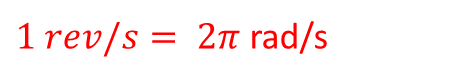 1 rev/s = 2π rad/s